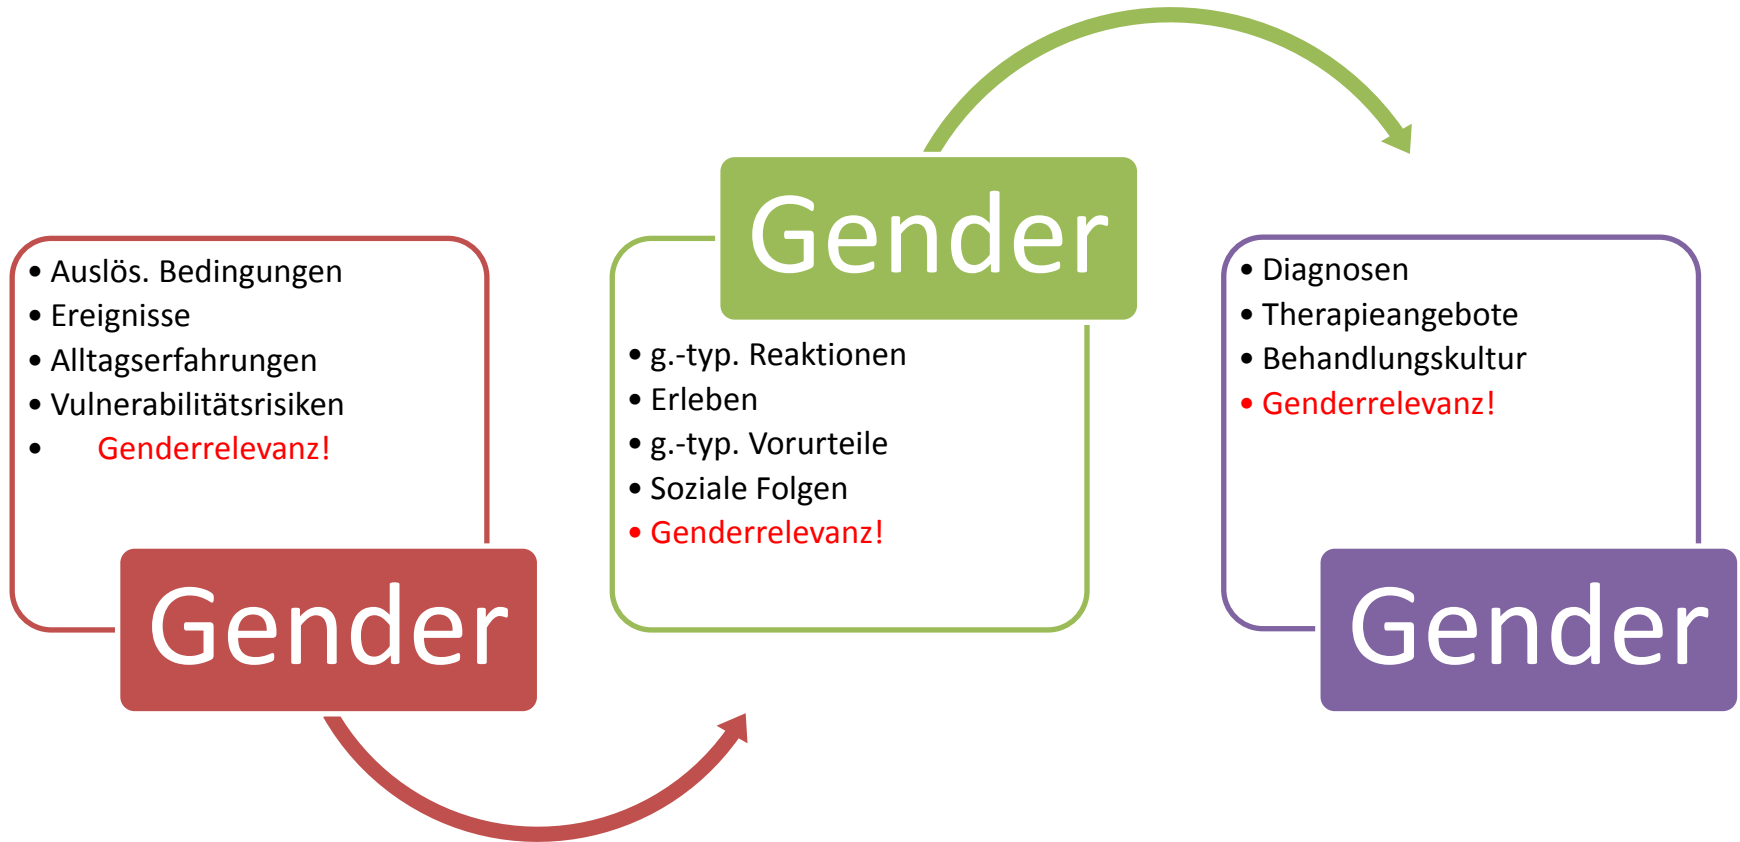 • Auslös. Bedingungen
• Ereignisse
• Alltagserfahrungen
• Vulnerabilitätsrisiken
• Genderrelevanz!
Gender
Gender
• g.-typ. Reaktionen
• Erleben
• g.-typ. Vorurteile
• Soziale Folgen
• Genderrelevanz!
• Diagnosen
• Therapieangebote
• Behandlungskultur
• Genderrelevanz!
Gender